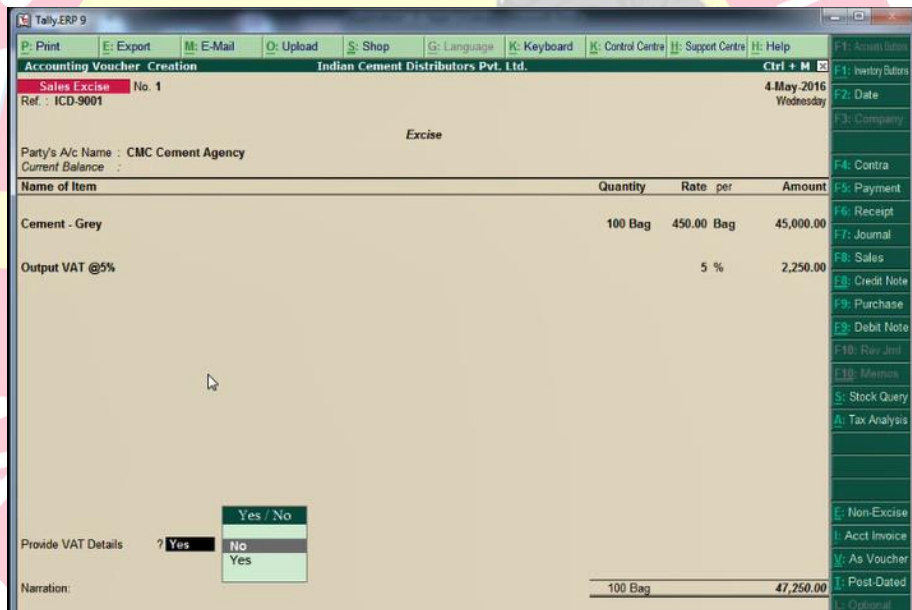 Tally.ERP 9
P: Print E: Export M: E-Mail O: Upload S: Shop G: Language K: Keyboard K: Control Centre H: Support Centre H: Help
F1: Accounts Buttons
Accounting Voucher Creation Indian Cement Distributors Pvt. Ltd. Ctrl + M
F1: Inventory Buttons
Sales Excise No. 1 4-May-2016
Ref. : ICD-9001 Wednesday
F2: Date
F3: Company
Excise
Party's A/c Name : CMC Cement Agency
Current Balance :
F4: Contra
Name of Item Quantity Rate per Amount
F5: Payment
F6: Receipt
Cement - Grey 100 Bag 450.00 Bag 45,000.00
F7: Journal
F8: Sales
Output VAT @5% 5 % 2,250.00
F8: Credit Note
F9: Purchase
F9: Debit Note
F10: Rev Jrnl
F10: Memos
S: Stock Query
A: Tax Analysis
Yes / No
E: Non-Excise
Provide VAT Details ? Yes No
I: Acct Invoice
Yes
V: As Voucher
Narration: 100 Bag 47,250.00
T: Post-Dated
L: Optional